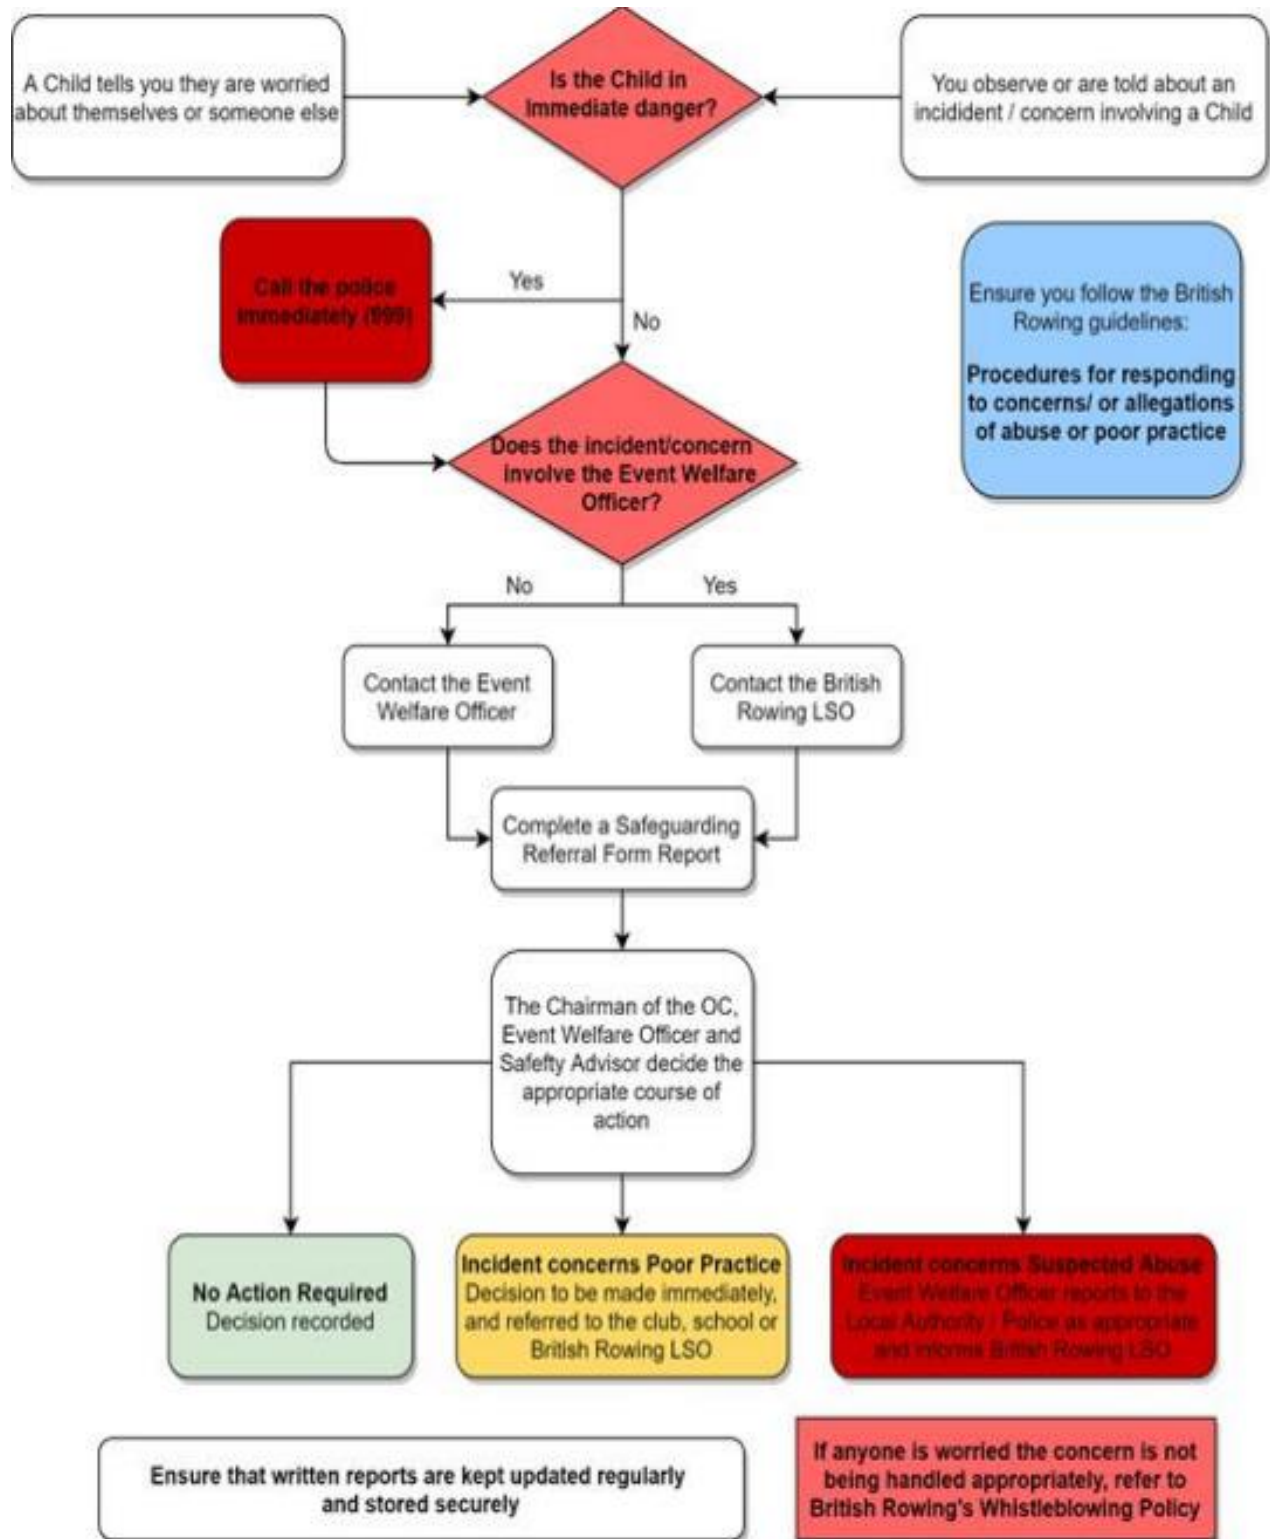 A Child tells you they are worried
about themselves or someone else
Is the Child in
immediate danger?
You observe or are told about an
incidident / concern involving a Child
Call the police
immediately (999)
Yes
No
Ensure you follow the British
Rowing guidelines:
Procedures for responding
to concerns/ or allegations
of abuse or poor practice
Does the incident/concern
involve the Event Welfare
Officer?
No
Yes
Contact the Event
Welfare Officer
Contact the British
Rowing LSO
Complete a Safeguarding
Referral Form Report
The Chairman of the OC,
Event Welfare Officer and
Safefty Advisor decide the
appropriate course of
action
No Action Required
Decision recorded
Incident concerns Poor Practice
Decision to be made immediately,
and referred to the club, school or
British Rowing LSO
Incident concerns Suspected Abuse
Event Welfare Officer reports to the
Local Authority / Police as appropriate
and informs British Rowing LSO
Ensure that written reports are kept updated regularly
and stored securely
If anyone is worried the concern is not
being handled appropriately, refer to
British Rowing's Whistleblowing Policy